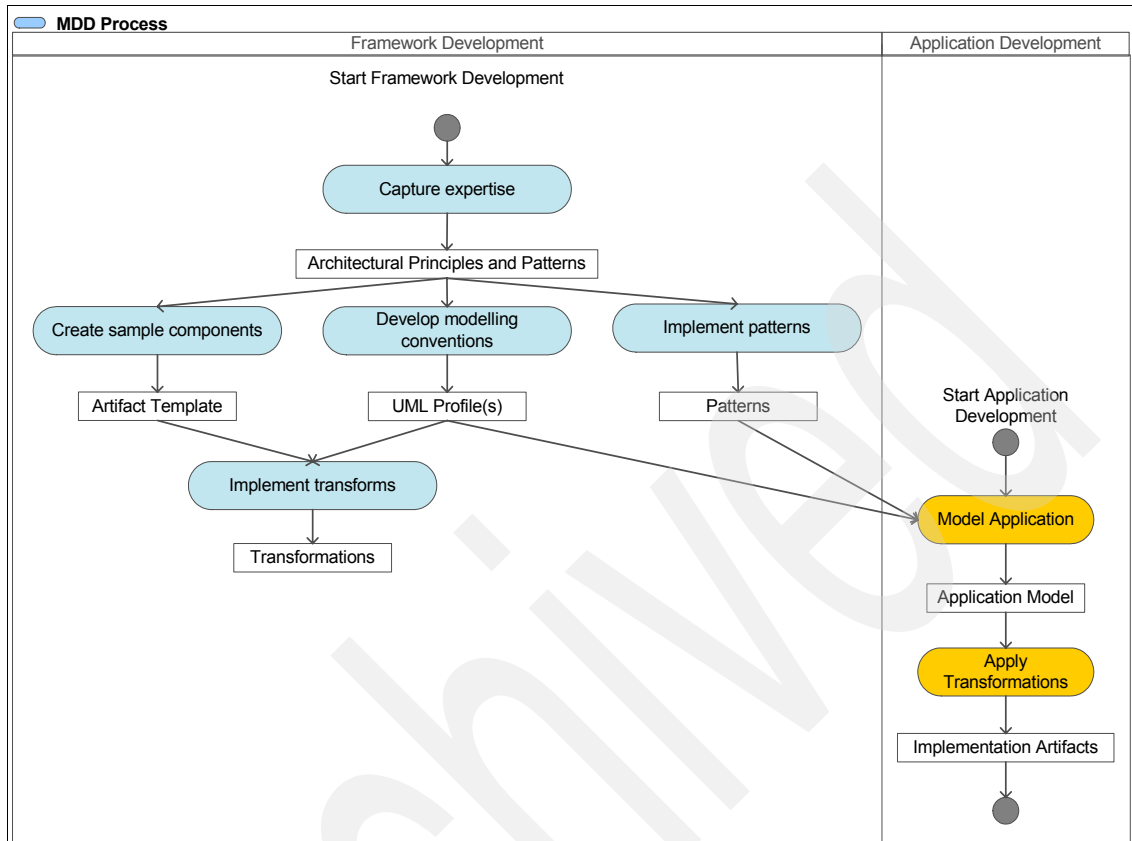 MDD Process
Framework Development
Application Development
Start Framework Development
Capture expertise
Architectural Principles and Patterns
Create sample components
Develop modelling
conventions
Implement patterns
Artifact Template
UML Profile(s)
Patterns
Start Application
Development
Implement transforms
Model Application
Transformations
Application Model
Apply
Transformations
Implementation Artifacts
hived